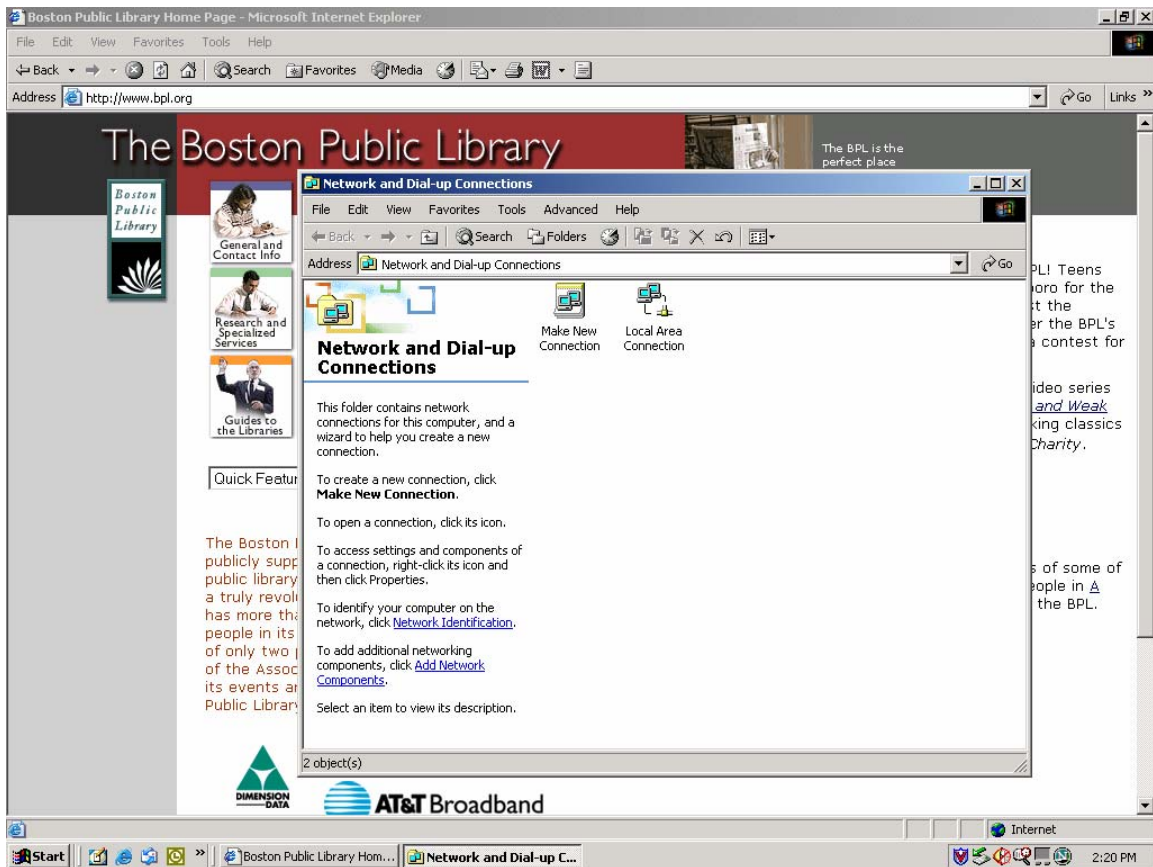 Boston Public Library Home Page - Microsoft Internet Explorer
File Edit View Favorites Tools Help
Back Search Favorites Media
Address http://www.bpl.org Go Links »
The Boston Public Library
The BPL is the
perfect place
Boston
Public
Library
General and
Contact Info
Research and
Specialized
Services
Guides to
the Libraries
Quick Featur
The Boston
publicly supp
public library
a truly revol
has more tha
people in its
of only two
of the Assoc
its events ar
Public Library
Network and Dial-up Connections
File Edit View Favorites Tools Advanced Help
Back Search Folders
Address Network and Dial-up Connections Go
Network and Dial-up
Connections
This folder contains network
connections for this computer, and a
wizard to help you create a new
connection.
To create a new connection, click
Make New Connection.
To open a connection, click its icon.
To access settings and components of
a connection, right-click its icon and
then click Properties.
To identify your computer on the
network, click Network Identification.
To add additional networking
components, click Add Network
Components.
Select an item to view its description.
Make New
Connection
Local Area
Connection
2 object(s)
PL! Teens
oro for the
t the
er the BPL's
a contest for
ideo series
and Weak
king classics
Charity.
s of some of
eople in A
the BPL.
DIMENSION
DATA
AT&T Broadband
Internet
Start » Boston Public Library Hom... Network and Dial-up C... 2:20 PM